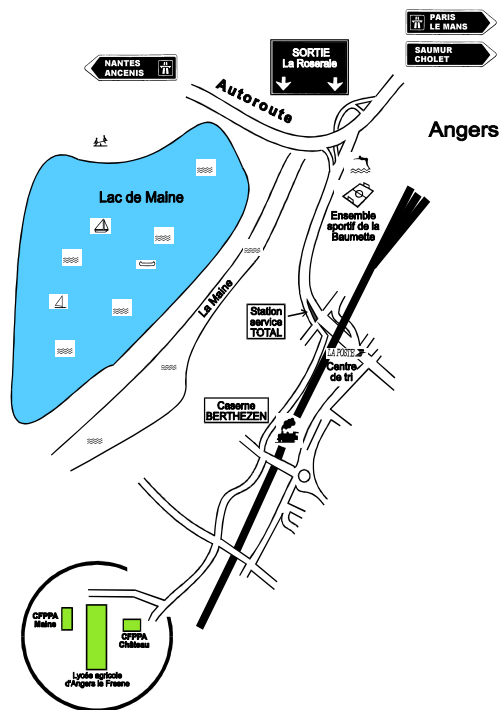 PARIS
LE MANS
SORTIE
La Roseraie
SAUMUR
CHOLET
NANTES
ANCENIS
Autoroute
Angers
Lac de Maine
Ensemble
sportif de la
Baumette
La Maine
Station
service
TOTAL
LA POSTE
Centre
de tri
Caserne
BERTHEZEN
CFPPA
Maine
CFPPA
Château
Lycée agricole
d'Angers le Fresne